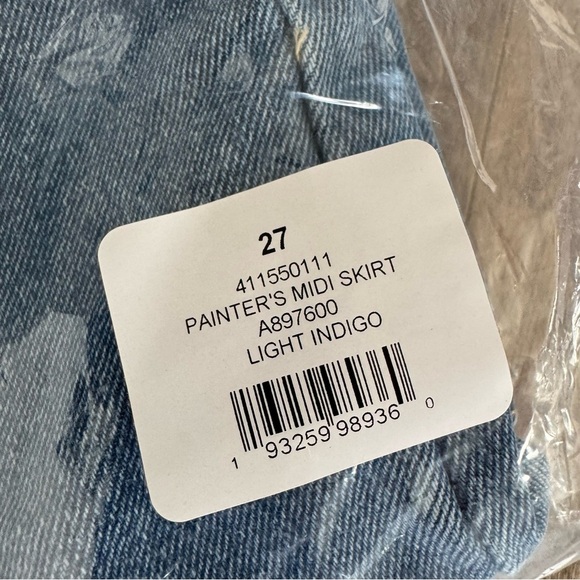 27
411550111
PAINTER'S MIDI SKIRT
A897600
LIGHT INDIGO
1 93259 98936 0